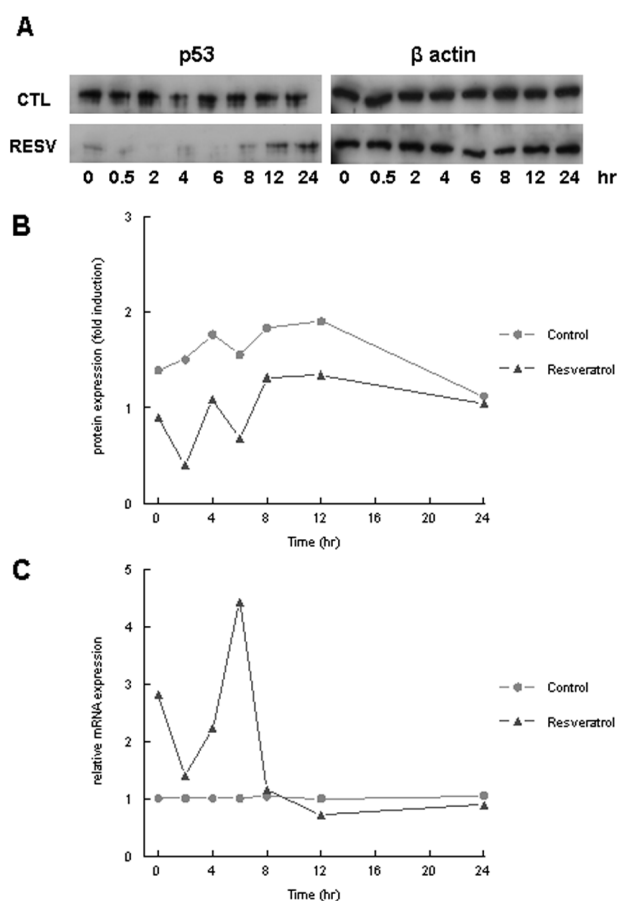 A
p53 β actin
CTL
RESV
0 0.5 2 4 6 8 12 24 0 0.5 2 4 6 8 12 24 hr
B
3
2
1
0
protein expression (fold induction)
0 4 8 12 16 20 24
Time (hr)
Control
Resveratrol
C
5
4
3
2
1
0
relative mRNA expression
0 4 8 12 16 20 24
Time (hr)
Control
Resveratrol